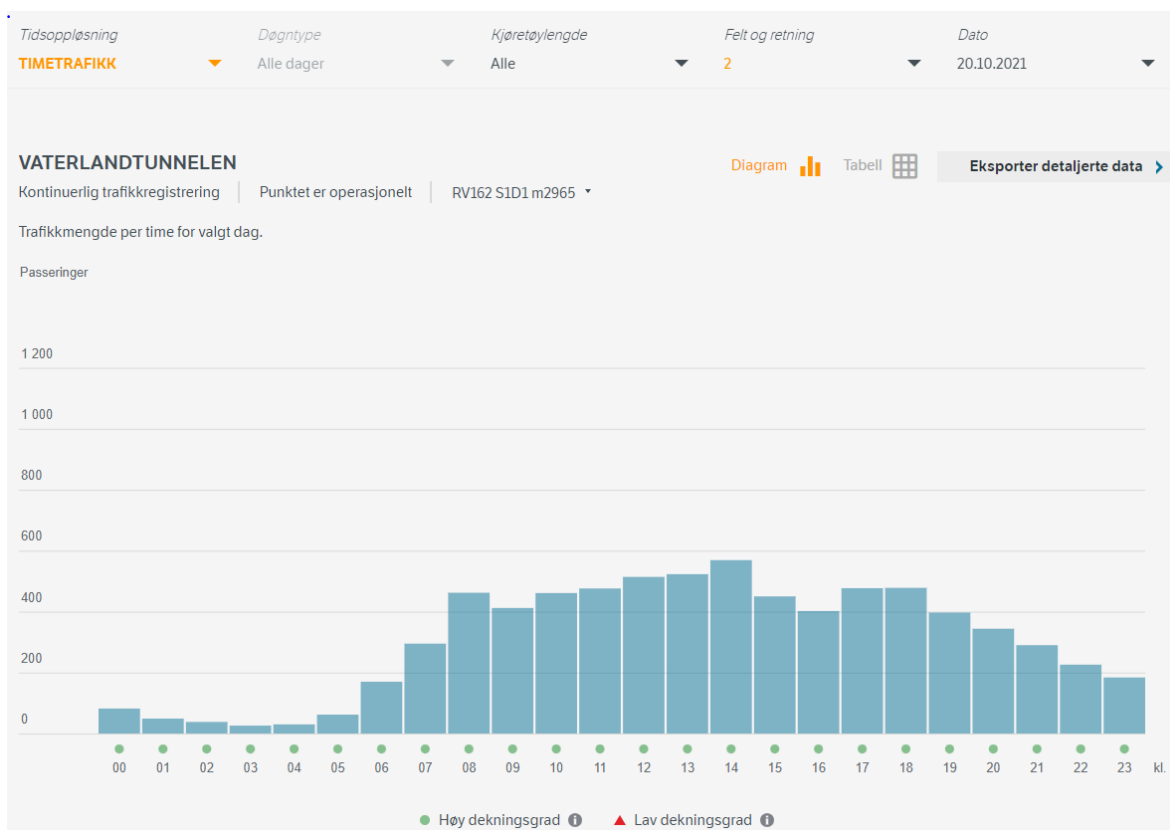 Tidsoppløsning Døgntype Kjøretøylengde Felt og retning Dato
TIMETRAFIKK Alle dager Alle 2 20.10.2021
VATERLANDTUNNELEN Diagram Tabell Eksporter detaljerte data
Kontinuerlig trafikkregistrering Punktet er operasjonelt RV162 S1D1 m2965
Trafikkmengde per time for valgt dag.
Passeringer
1 200
1 000
800
600
400
200
0
00 01 02 03 04 05 06 07 08 09 10 11 12 13 14 15 16 17 18 19 20 21 22 23 kl.
Høy dekningsgrad Lav dekningsgrad